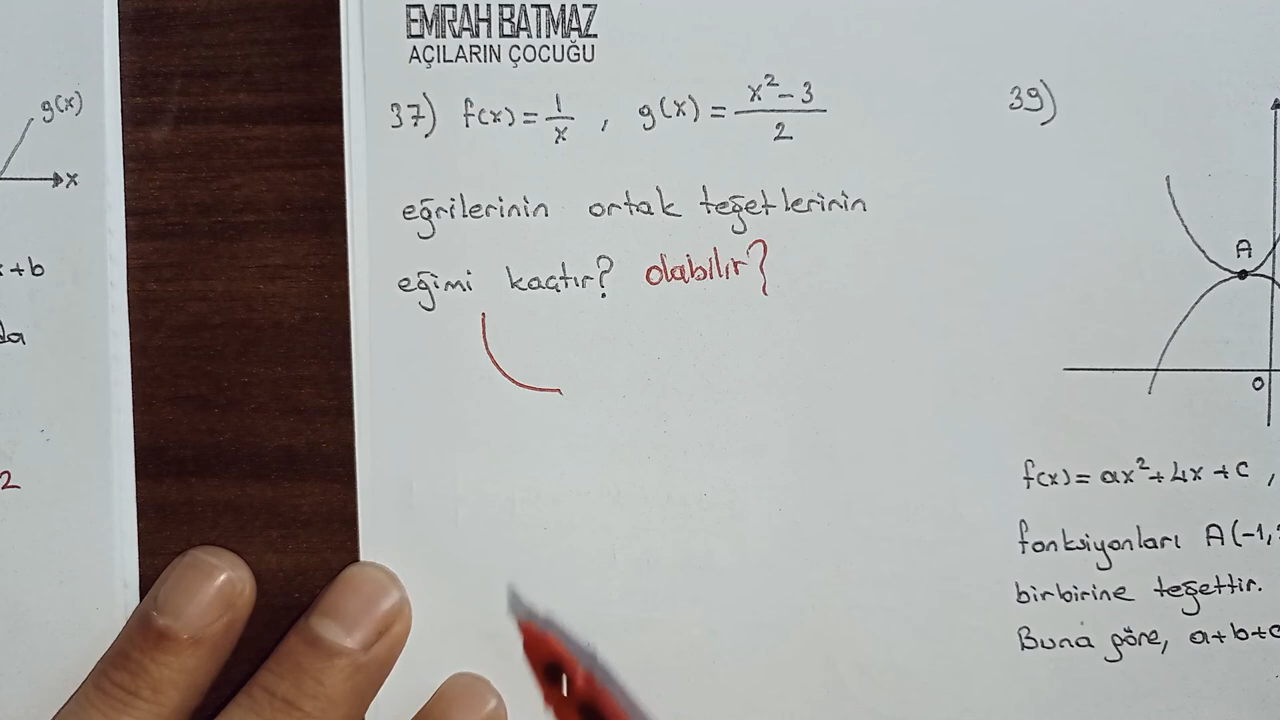 g(x)
x
x+b
da
2
EMRAH BATMAZ
AÇILARIN ÇOCUĞU
37) f(x) = 1/x , g(x) = x² - 3 / 2
eğrilerinin ortak teğetlerinin
eğimi kaçtır? olabilir?
39)
A
O
f(x) = ax² + 4x + c ,
fonksiyonları A(-1,
birbirine teğettir.
Buna göre, a+b+c